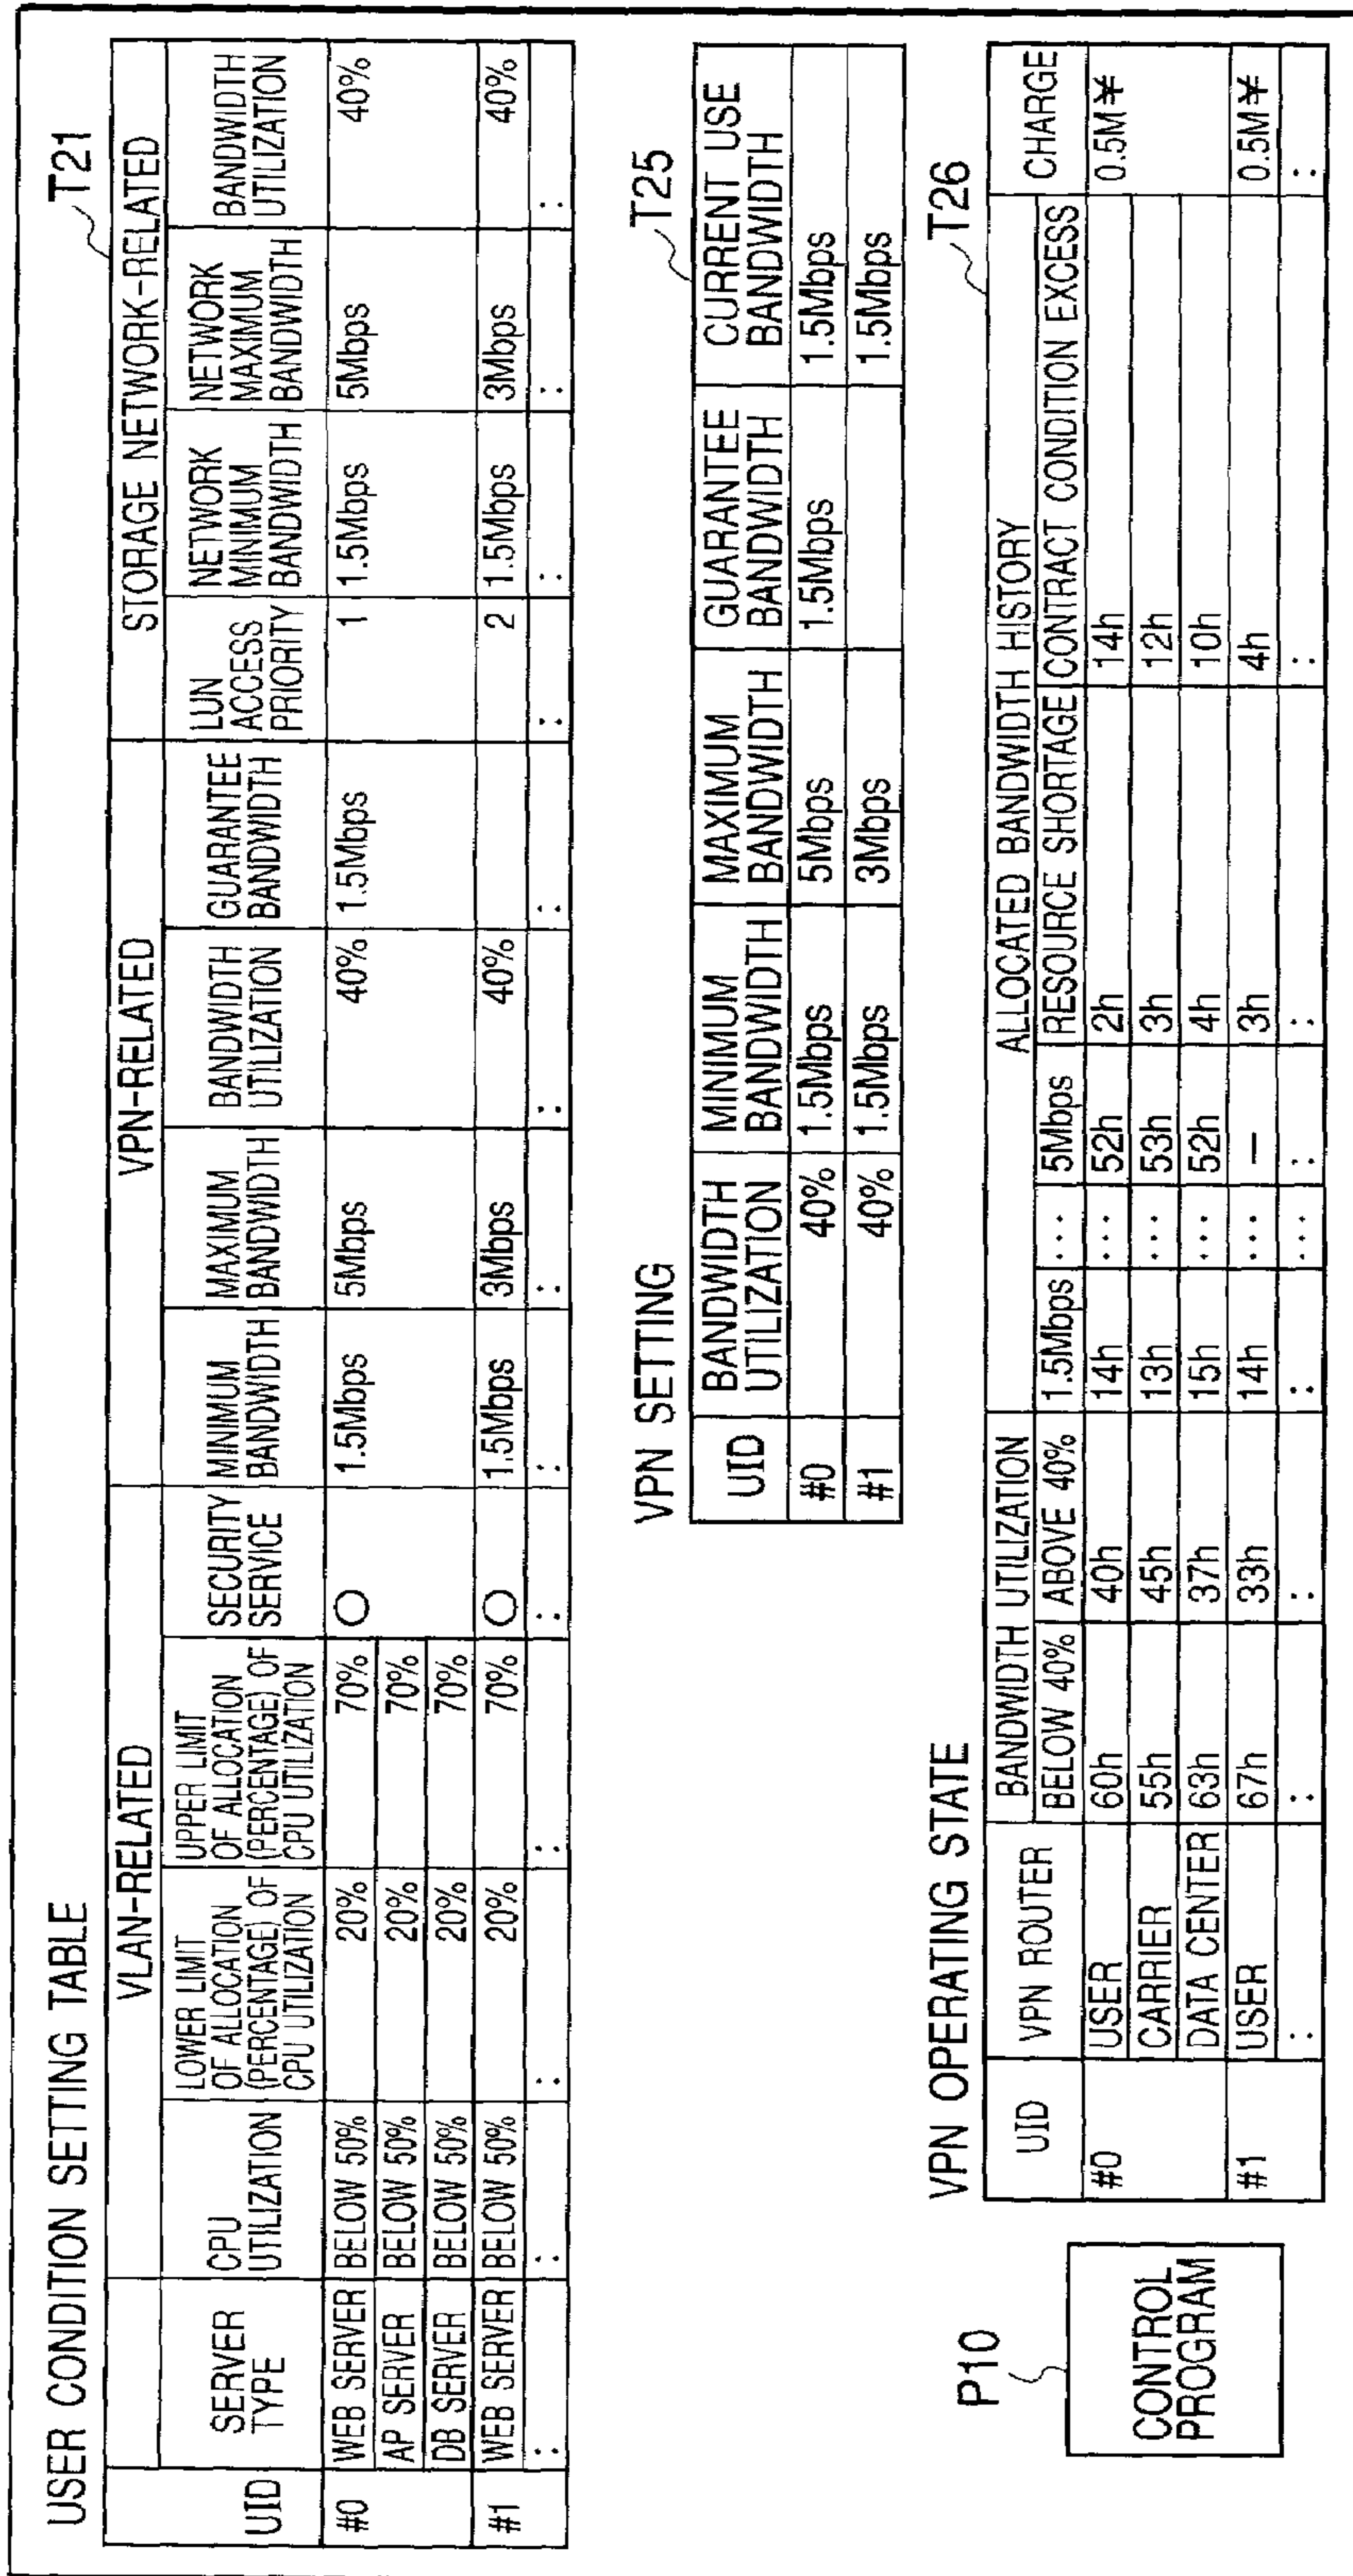 USER CONDITION SETTING TABLE
T21
VLAN-RELATED VPN-RELATED STORAGE NETWORK-RELATED
UID
SERVER
TYPE
CPU
UTILIZATION
LOWER LIMIT
OF ALLOCATION
(PERCENTAGE) OF
CPU UTILIZATION
UPPER LIMIT
OF ALLOCATION
(PERCENTAGE) OF
CPU UTILIZATION
SECURITY
SERVICE
MINIMUM
BANDWIDTH
MAXIMUM
BANDWIDTH
BANDWIDTH
UTILIZATION
GUARANTEE
BANDWIDTH
LUN
ACCESS
PRIORITY
NETWORK
MINIMUM
BANDWIDTH
NETWORK
MAXIMUM
BANDWIDTH
BANDWIDTH
UTILIZATION
#0 WEB SERVER BELOW 50% 20% 70% ○ 1.5Mbps 5Mbps 40% 1.5Mbps 1 1.5Mbps 5Mbps 40%
AP SERVER BELOW 50% 20% 70%
DB SERVER BELOW 50% 20% 70%
#1 WEB SERVER BELOW 50% 20% 70% ○ 1.5Mbps 3Mbps 40% 2 1.5Mbps 3Mbps 40%
: : : : : : : : : : : : :
VPN SETTING
T25
UID
BANDWIDTH
UTILIZATION
MINIMUM
BANDWIDTH
MAXIMUM
BANDWIDTH
GUARANTEE
BANDWIDTH
CURRENT USE
BANDWIDTH
#0 40% 1.5Mbps 5Mbps 1.5Mbps 1.5Mbps
#1 40% 1.5Mbps 3Mbps 1.5Mbps
P10
CONTROL
PROGRAM
VPN OPERATING STATE
T26
UID VPN ROUTER BANDWIDTH UTILIZATION ALLOCATED BANDWIDTH HISTORY CHARGE
BELOW 40% ABOVE 40% 1.5Mbps ... 5Mbps RESOURCE SHORTAGE CONTRACT CONDITION EXCESS
#0 USER 60h 40h 14h ... 52h 2h 14h 0.5M¥
CARRIER 55h 45h 13h ... 53h 3h 12h
DATA CENTER 63h 37h 15h ... 52h 4h 10h
#1 USER 67h 33h 14h ... — 3h 4h 0.5M¥
: : : : ... : : : :